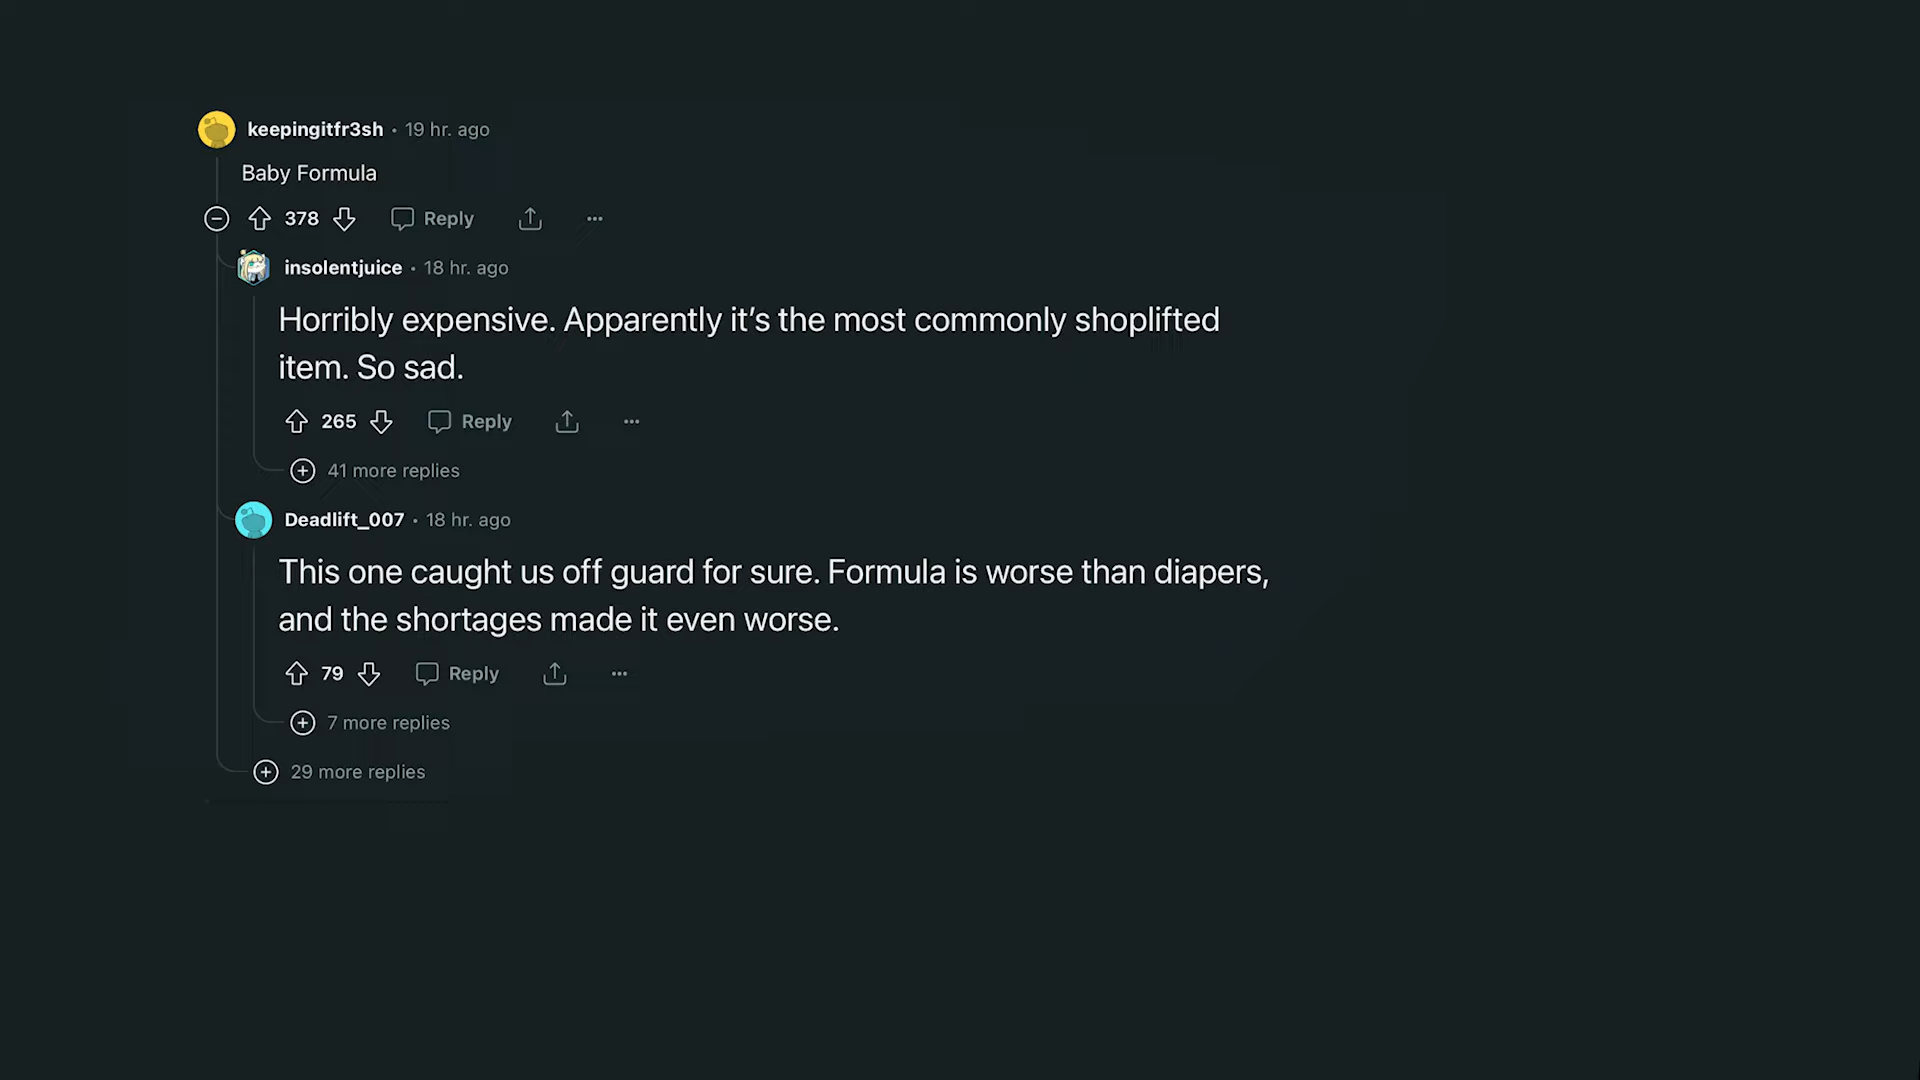 keepingitfr3sh • 19 hr. ago
Baby Formula
378 Reply
insolentjuice • 18 hr. ago
Horribly expensive. Apparently it’s the most commonly shoplifted
item. So sad.
265 Reply
41 more replies
Deadlift_007 • 18 hr. ago
This one caught us off guard for sure. Formula is worse than diapers,
and the shortages made it even worse.
79 Reply
7 more replies
29 more replies